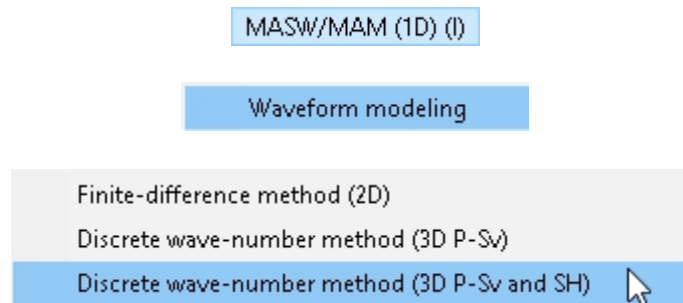 MASW/MAM (1D) (I)
Waveform modeling
Finite-difference method (2D)
Discrete wave-number method (3D P-Sv)
Discrete wave-number method (3D P-Sv and SH)